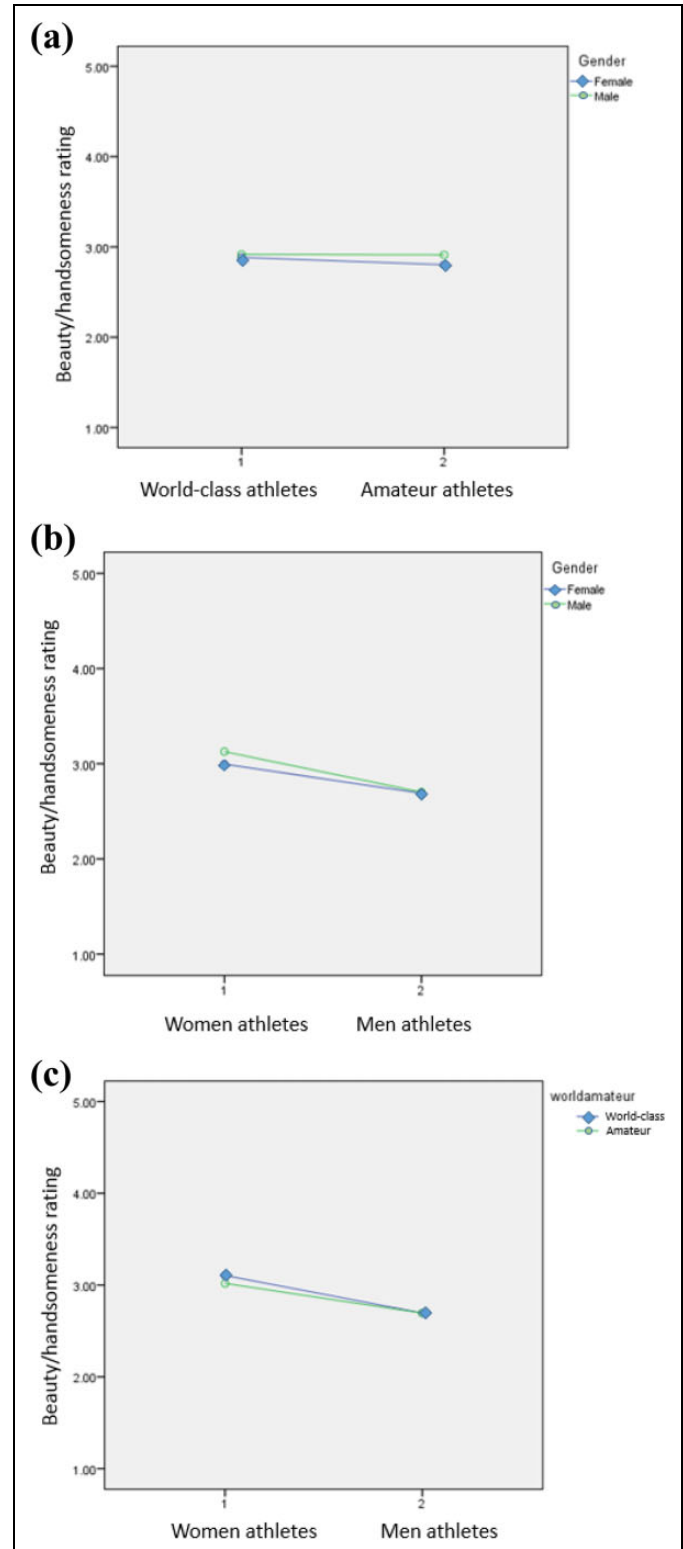 (a)
Gender
Female
Male
Beauty/handsomeness rating
5.00
4.00
3.00
2.00
1.00
1 2
World-class athletes Amateur athletes
(b)
Gender
Female
Male
Beauty/handsomeness rating
5.00
4.00
3.00
2.00
1.00
1 2
Women athletes Men athletes
(c)
worldamateur
World-class
Amateur
Beauty/handsomeness rating
5.00
4.00
3.00
2.00
1.00
1 2
Women athletes Men athletes